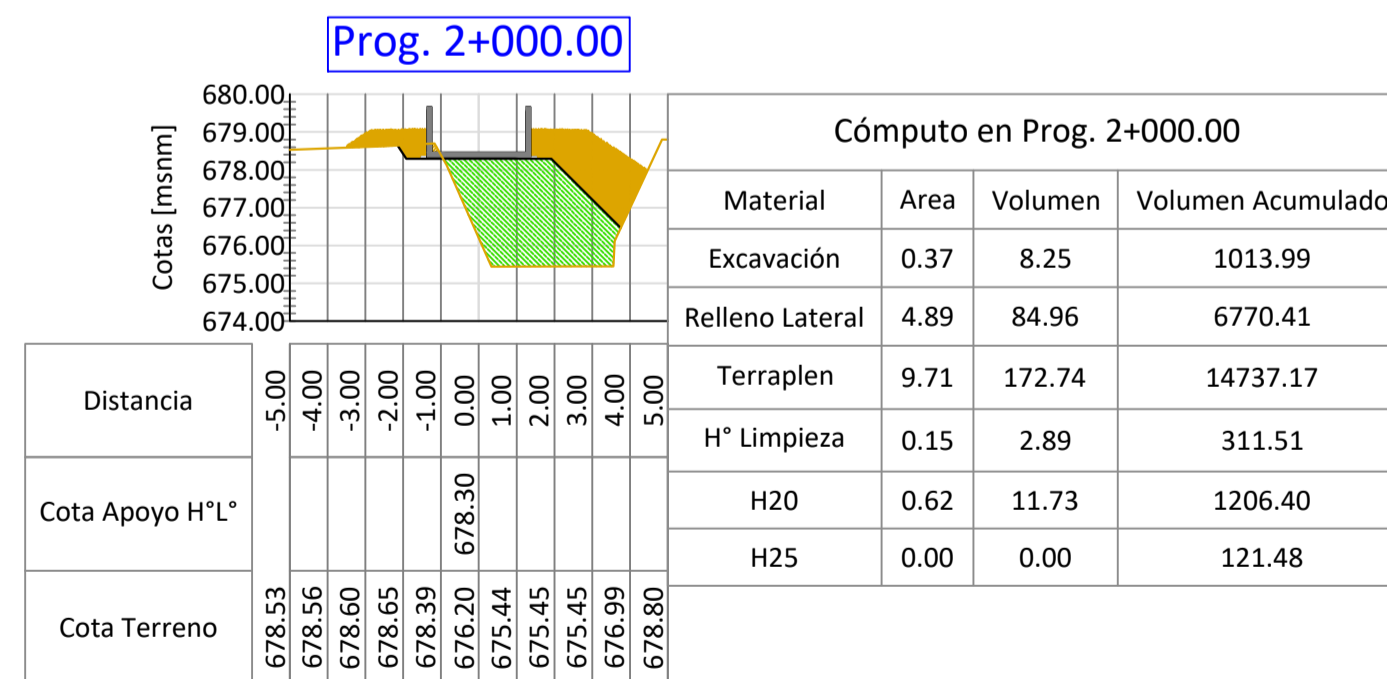 Prog. 2+000.00
Cotas [msnm]
680.00
679.00
678.00
677.00
676.00
675.00
674.00
Distancia -5.00 -4.00 -3.00 -2.00 -1.00 0.00 1.00 2.00 3.00 4.00 5.00
Cota Apoyo H°L° 678.30
Cota Terreno 678.53 678.56 678.60 678.65 678.39 676.20 675.44 675.45 675.45 676.99 678.80
Cómputo en Prog. 2+000.00
Material Area Volumen Volumen Acumulado
Excavación 0.37 8.25 1013.99
Relleno Lateral 4.89 84.96 6770.41
Terraplen 9.71 172.74 14737.17
H° Limpieza 0.15 2.89 311.51
H20 0.62 11.73 1206.40
H25 0.00 0.00 121.48